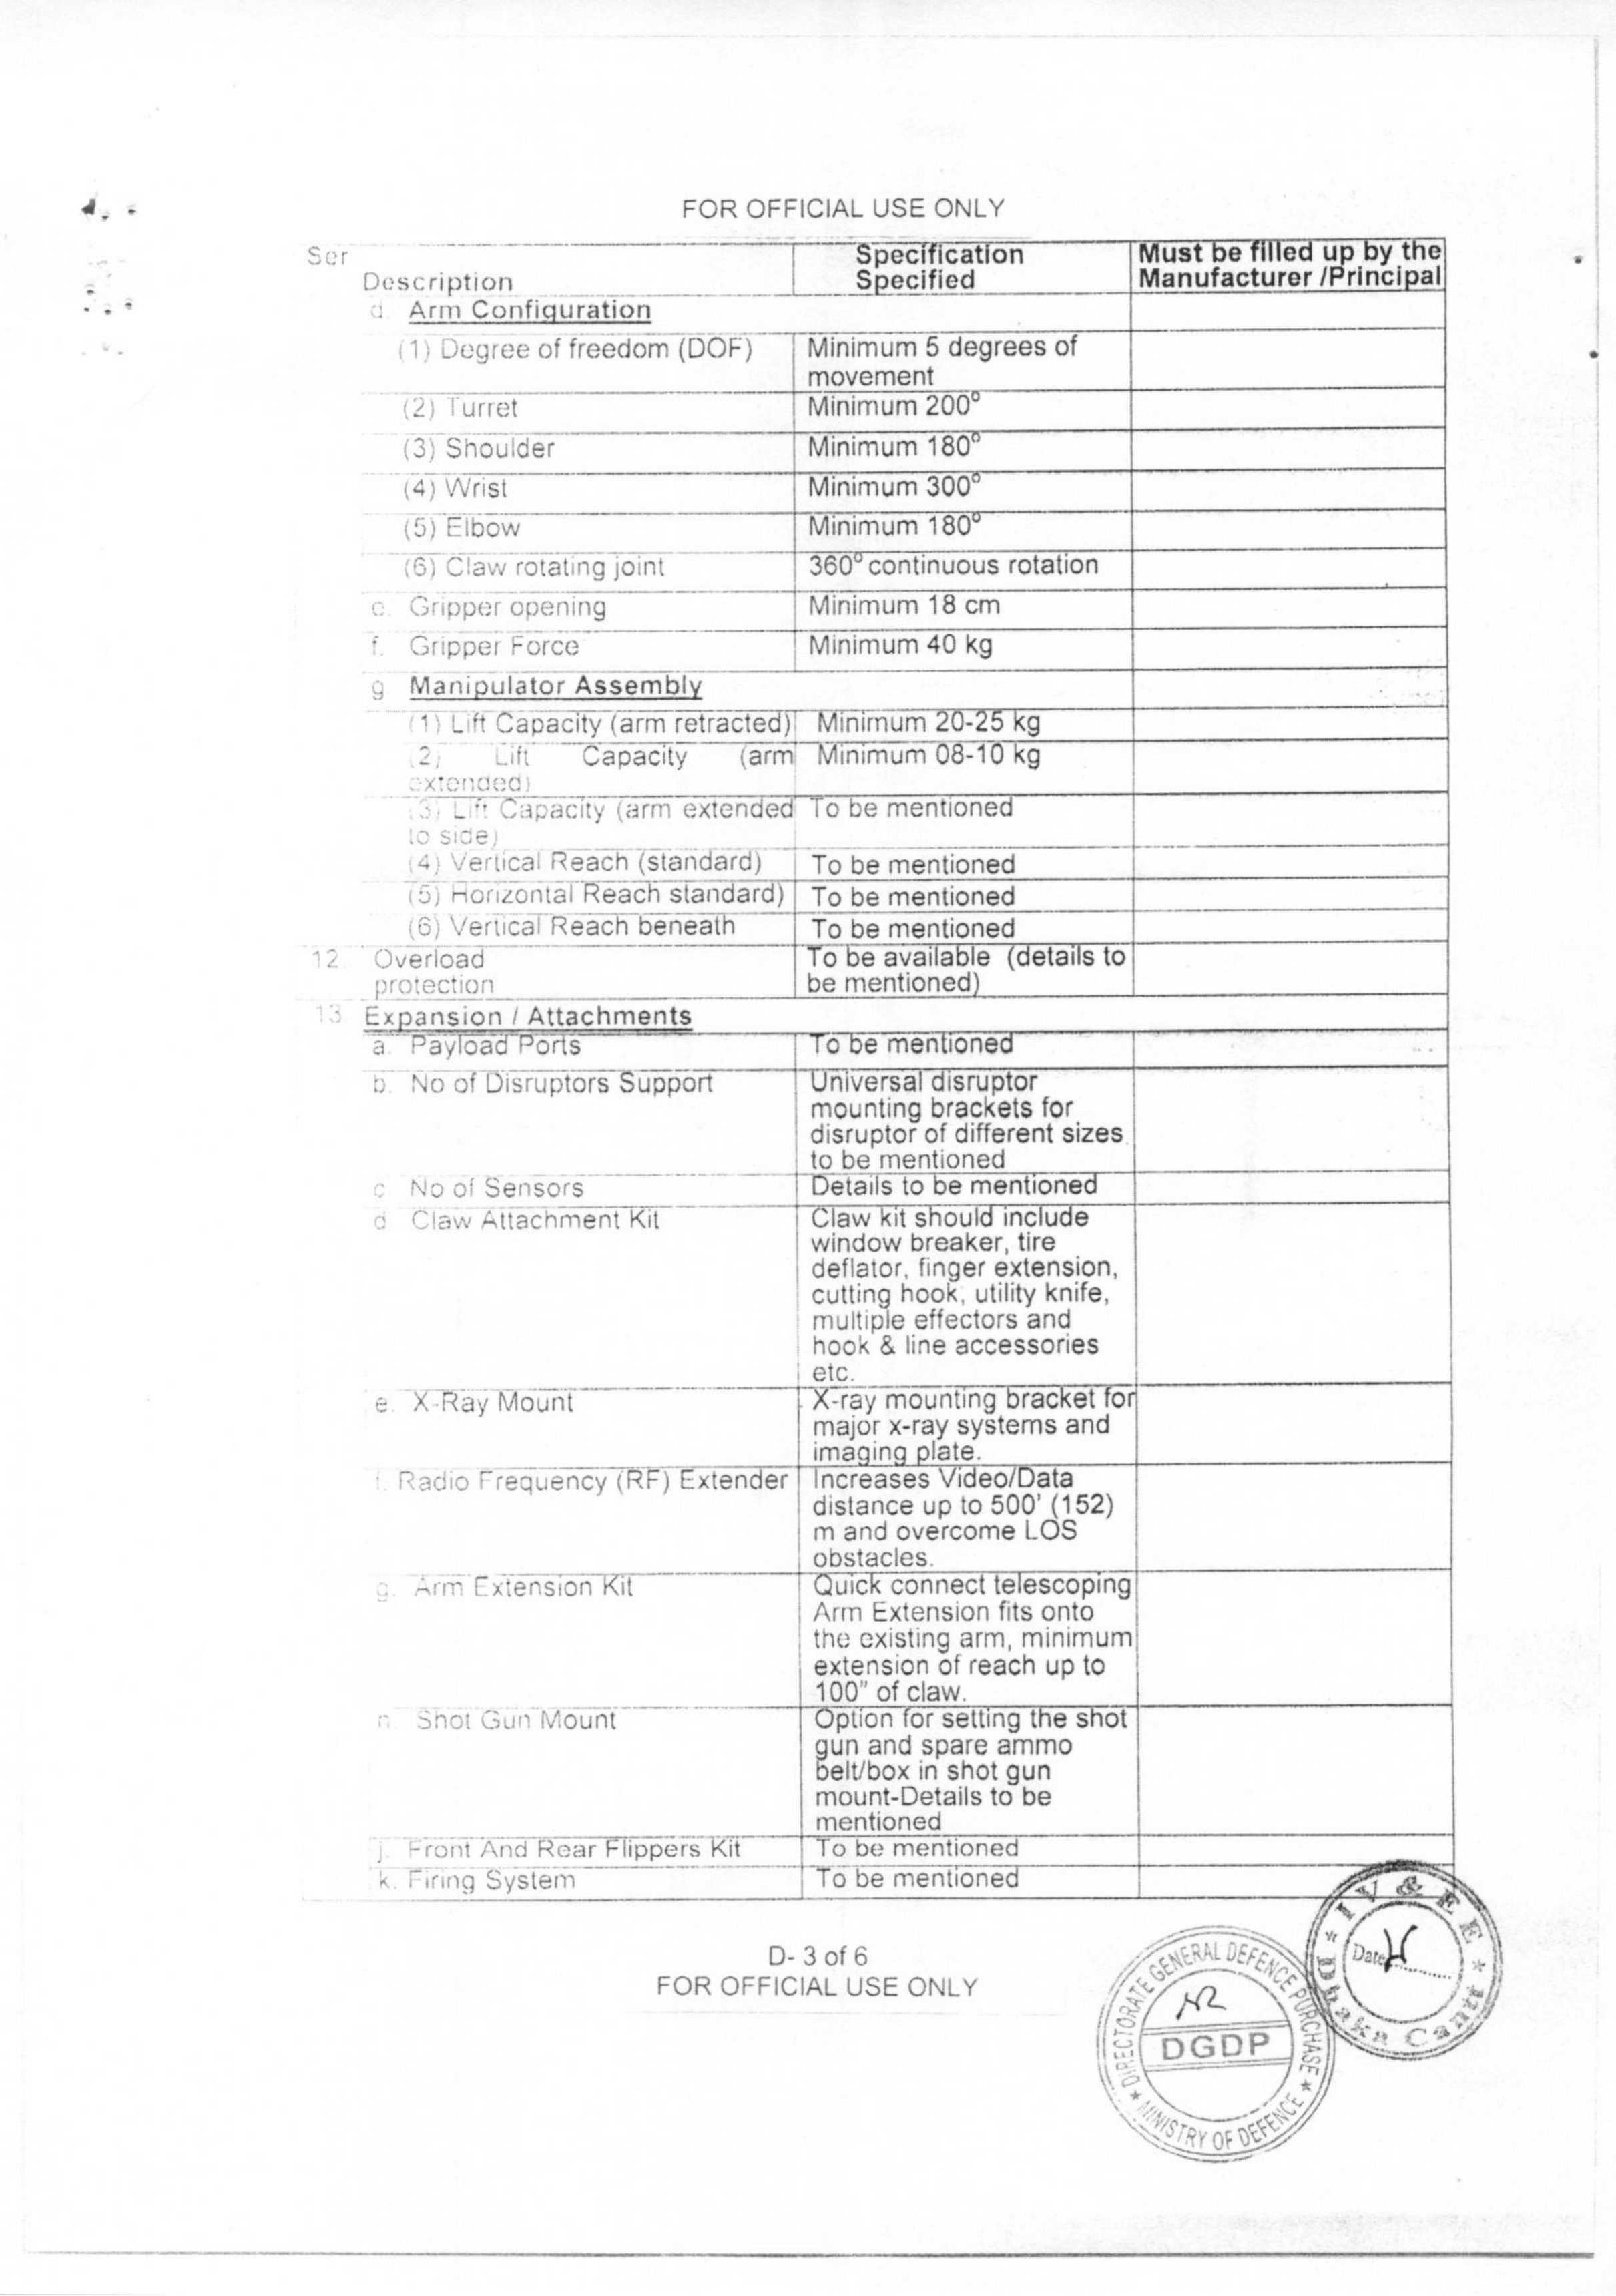 FOR OFFICIAL USE ONLY
Ser
Description
Specification
Specified
Must be filled up by the
Manufacturer /Principal
d. Arm Configuration
(1) Degree of freedom (DOF)
Minimum 5 degrees of
movement
(2) Turret
Minimum 200⁰
(3) Shoulder
Minimum 180⁰
(4) Wrist
Minimum 300⁰
(5) Elbow
Minimum 180⁰
(6) Claw rotating joint
360⁰ continuous rotation
e. Gripper opening
Minimum 18 cm
f. Gripper Force
Minimum 40 kg
g Manipulator Assembly
(1) Lift Capacity (arm retracted)
Minimum 20-25 kg
(2) Lift Capacity (arm
extended)
Minimum 08-10 kg
(3) Lift Capacity (arm extended
to side)
To be mentioned
(4) Vertical Reach (standard)
To be mentioned
(5) Horizontal Reach standard)
To be mentioned
(6) Vertical Reach beneath
To be mentioned
12. Overload
protection
To be available (details to
be mentioned)
13. Expansion / Attachments
a. Payload Ports
To be mentioned
b. No of Disruptors Support
Universal disruptor
mounting brackets for
disruptor of different sizes
to be mentioned
c No of Sensors
Details to be mentioned
d Claw Attachment Kit
Claw kit should include
window breaker, tire
deflator, finger extension,
cutting hook, utility knife,
multiple effectors and
hook & line accessories
etc.
e. X-Ray Mount
X-ray mounting bracket for
major x-ray systems and
imaging plate.
f. Radio Frequency (RF) Extender
Increases Video/Data
distance up to 500' (152)
m and overcome LOS
obstacles.
g. Arm Extension Kit
Quick connect telescoping
Arm Extension fits onto
the existing arm, minimum
extension of reach up to
100" of claw.
h. Shot Gun Mount
Option for setting the shot
gun and spare ammo
belt/box in shot gun
mount-Details to be
mentioned
j. Front And Rear Flippers Kit
To be mentioned
k. Firing System
To be mentioned
D- 3 of 6
FOR OFFICIAL USE ONLY
DIRECTORATE GENERAL DEFENCE PURCHASE
DGDP
MINISTRY OF DEFENCE
IV & EE
Date
Dhaka Cantt